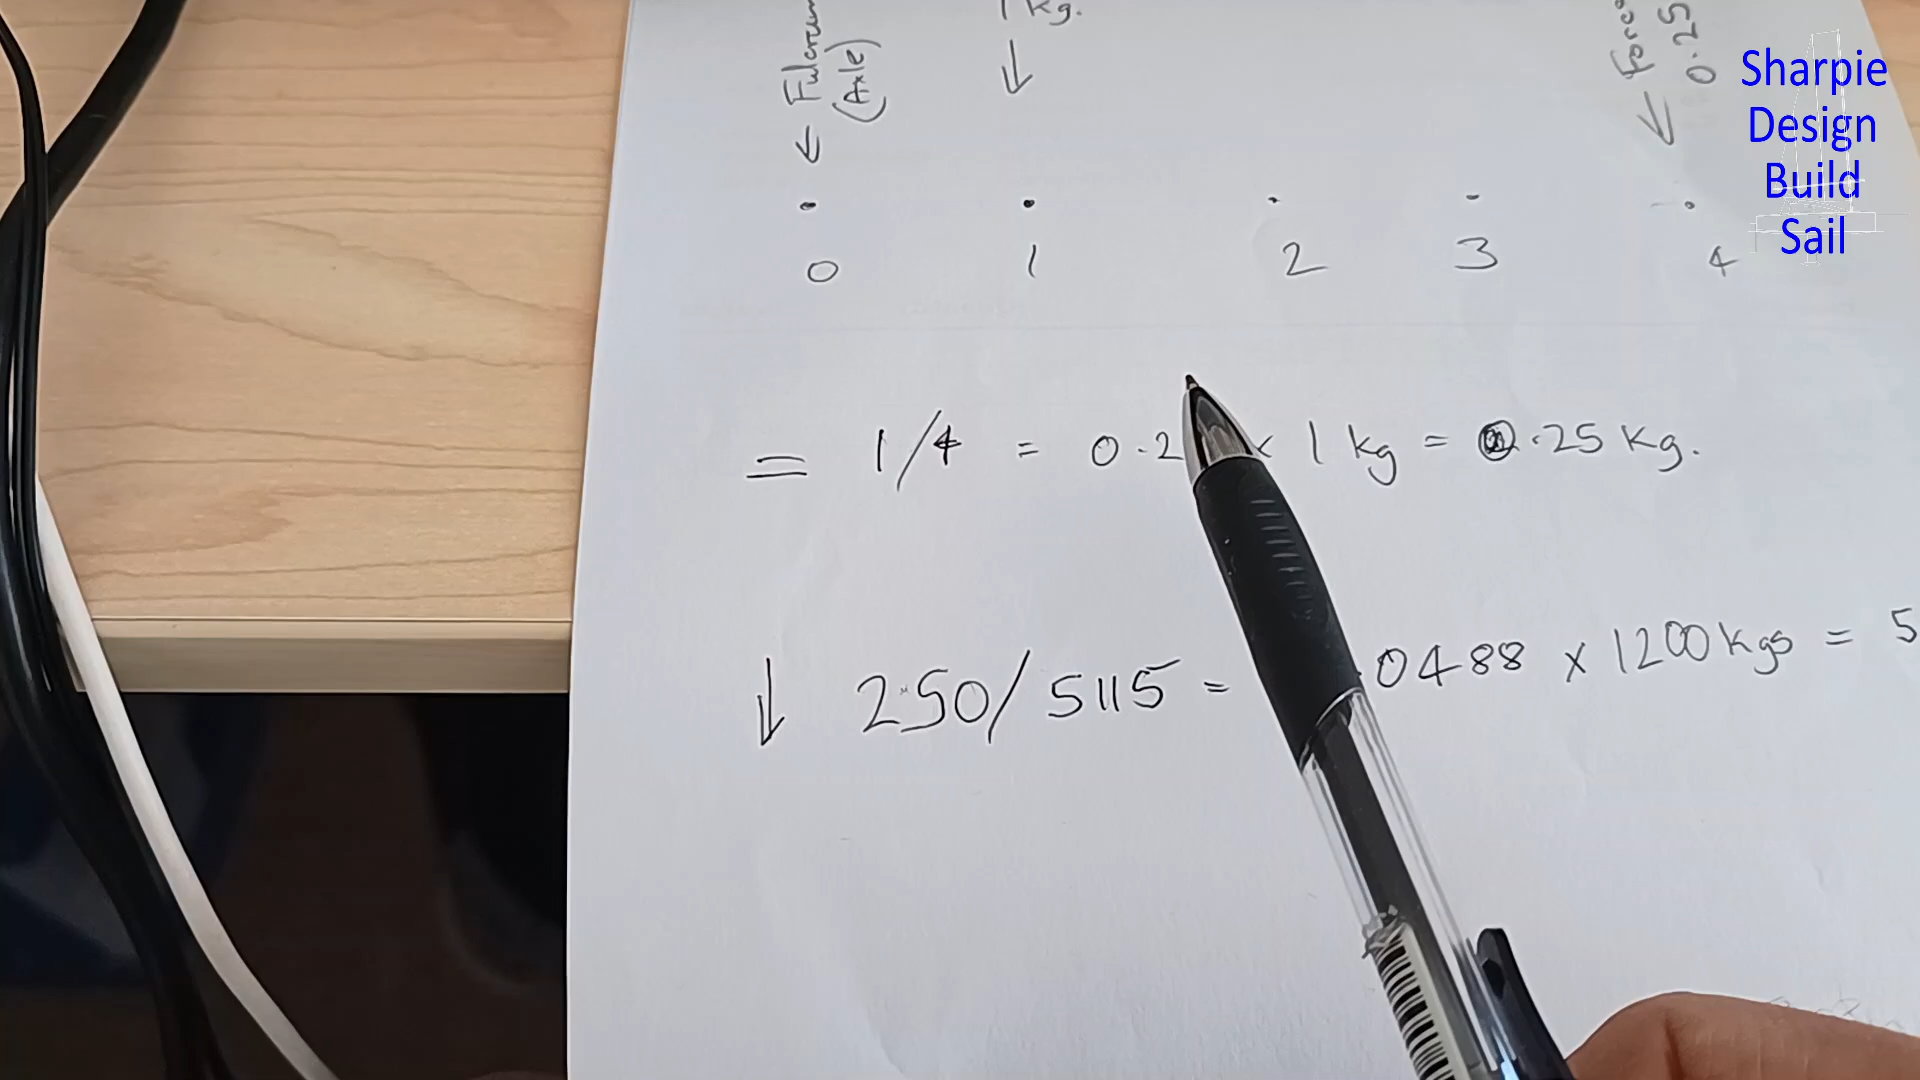 kg.
Fulcrum
(Axle)
Force
0.25
← ↓ ←
0 1 2 3 4
= 1/4 = 0.2 x 1 kg = 0.25 Kg.
↓ 250/5115 = .0488 x 1200 kgs = 5
Sharpie
Design
Build
Sail